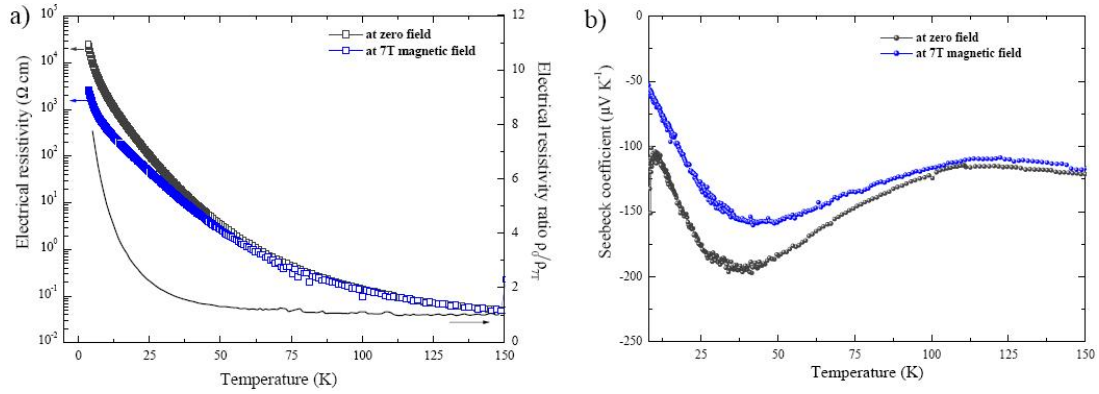 a)
10^5
10^4
10^3
10^2
10^1
10^0
10^-1
10^-2
Electrical resistivity (Ω cm)
at zero field
at 7T magnetic field
12
10
8
6
4
2
0
Electrical resistivity ratio ρ/ρ7T
0 25 50 75 100 125 150
Temperature (K)
b)
0
-50
-100
-150
-200
-250
Seebeck coefficient (µV K^-1)
at zero field
at 7T magnetic field
25 50 75 100 125 150
Temperature (K)